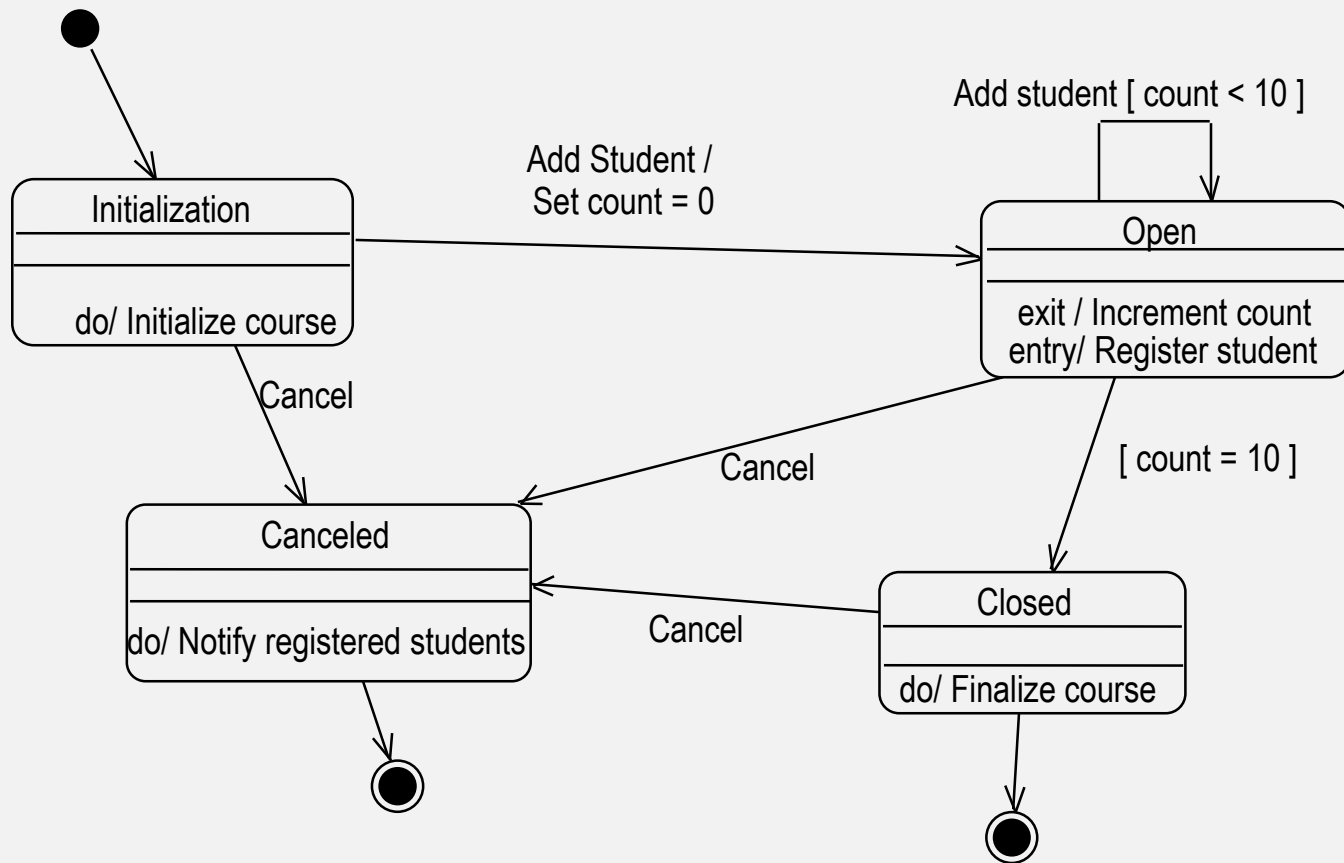 Add student [ count < 10 ]
Add Student /
Set count = 0
Initialization
do/ Initialize course
Open
exit / Increment count
entry/ Register student
Cancel
Cancel
[ count = 10 ]
Canceled
do/ Notify registered students
Cancel
Closed
do/ Finalize course